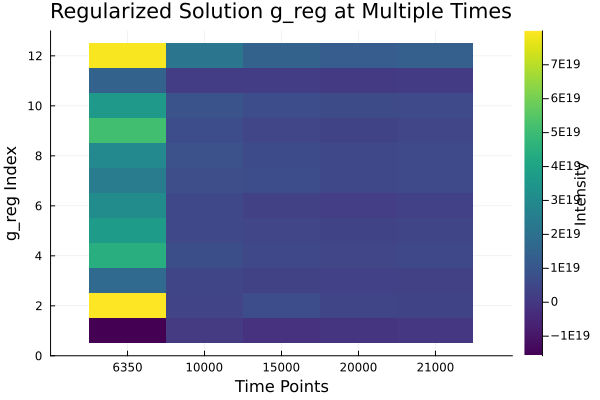 Regularized Solution g_reg at Multiple Times
12
10
8
6
4
2
0
g_reg Index
6350
10000
15000
20000
21000
Time Points
7E19
6E19
5E19
4E19
3E19
2E19
1E19
0
−1E19
Intensity